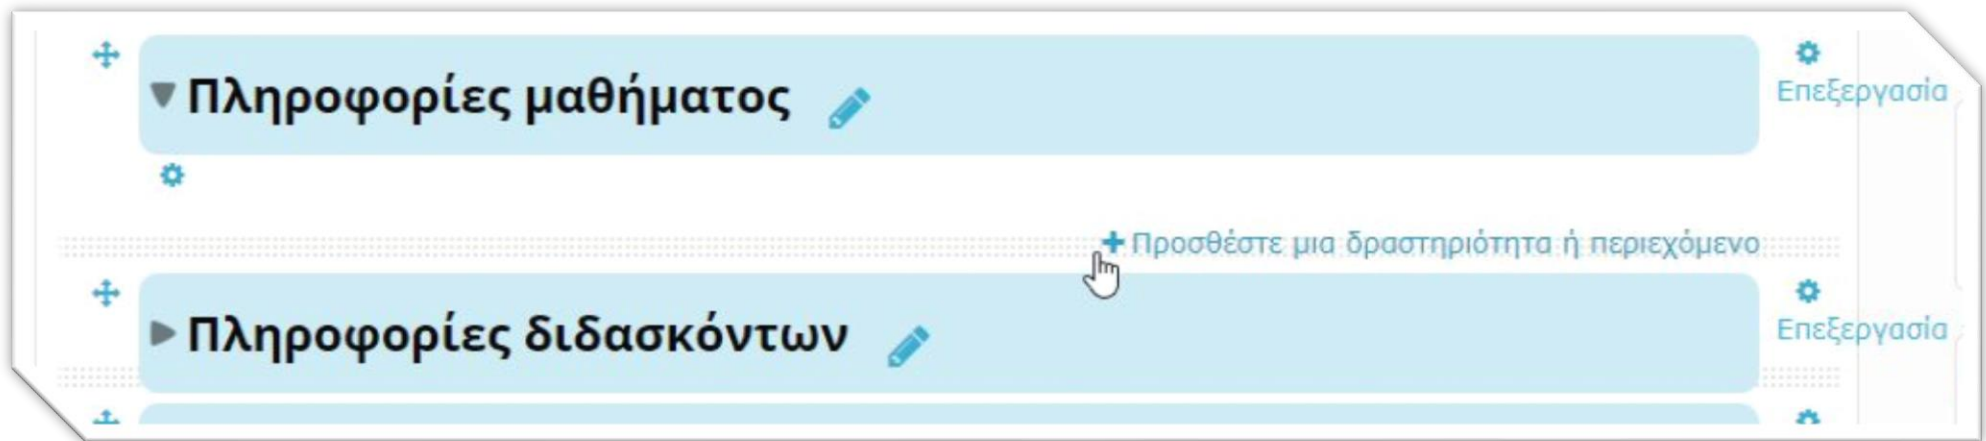 Πληροφορίες μαθήματος
Επεξεργασία
Προσθέστε μια δραστηριότητα ή περιεχόμενο
Πληροφορίες διδασκόντων
Επεξεργασία